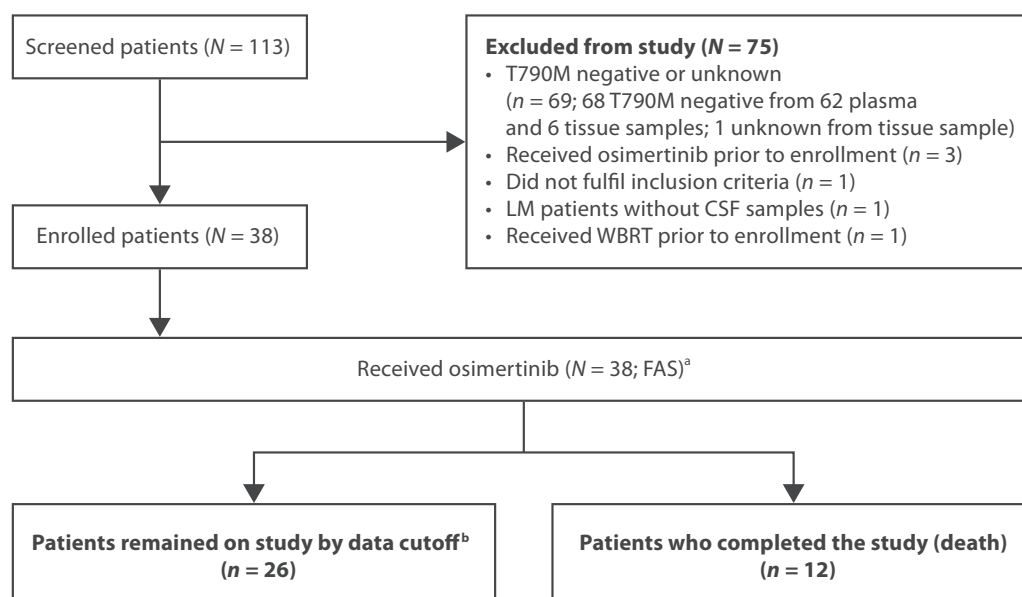 Screened patients (N = 113)
Excluded from study (N = 75)
• T790M negative or unknown
(n = 69; 68 T790M negative from 62 plasma
and 6 tissue samples; 1 unknown from tissue sample)
• Received osimertinib prior to enrollment (n = 3)
• Did not fulfil inclusion criteria (n = 1)
• LM patients without CSF samples (n = 1)
• Received WBRT prior to enrollment (n = 1)
Enrolled patients (N = 38)
Received osimertinib (N = 38; FAS)ᵃ
Patients remained on study by data cutoffᵇ
(n = 26)
Patients who completed the study (death)
(n = 12)